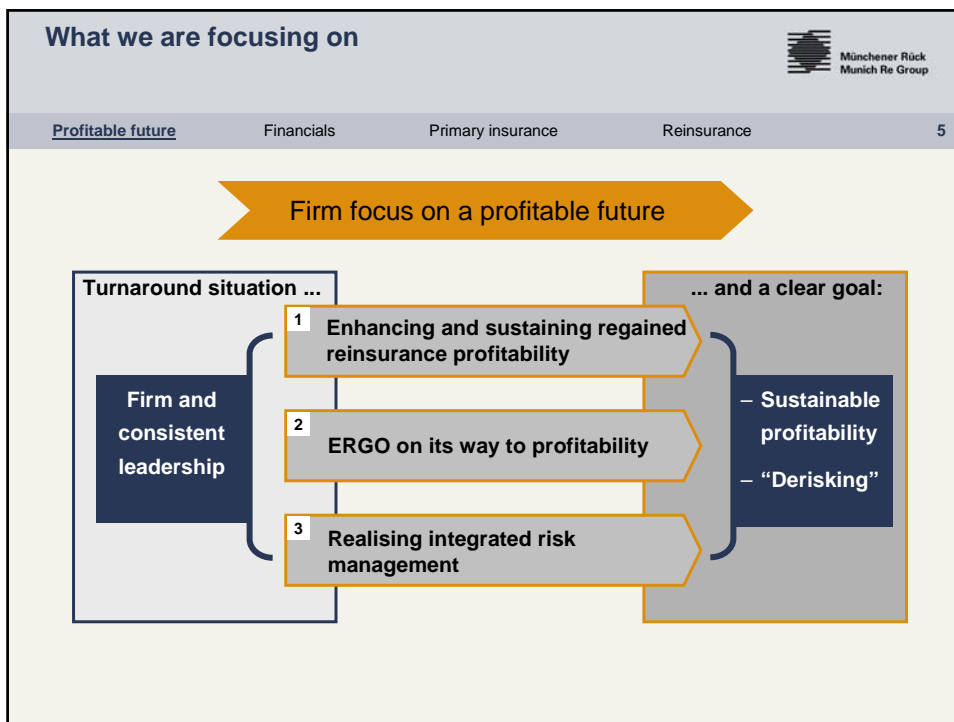 What we are focusing on
Münchener Rück
Munich Re Group
Profitable future Financials Primary insurance Reinsurance 5
Firm focus on a profitable future
Turnaround situation ...
... and a clear goal:
Firm and
consistent
leadership
1
Enhancing and sustaining regained
reinsurance profitability
2
ERGO on its way to profitability
3
Realising integrated risk
management
– Sustainable
profitability
– “Derisking”